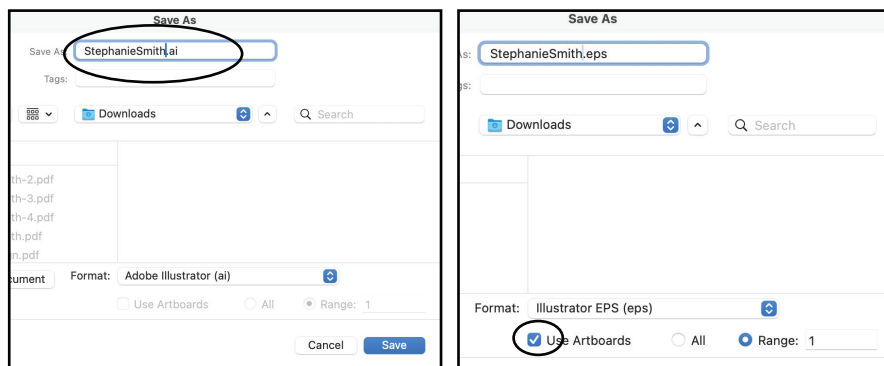 Save As
Save As: StephanieSmith.ai
Tags:
Downloads
Search
th-2.pdf
th-3.pdf
th-4.pdf
th.pdf
n.pdf
cument
Format: Adobe Illustrator (ai)
Use Artboards All Range: 1
Cancel Save
Save As
As: StephanieSmith.eps
gs:
Downloads
Search
Format: Illustrator EPS (eps)
Use Artboards All Range: 1